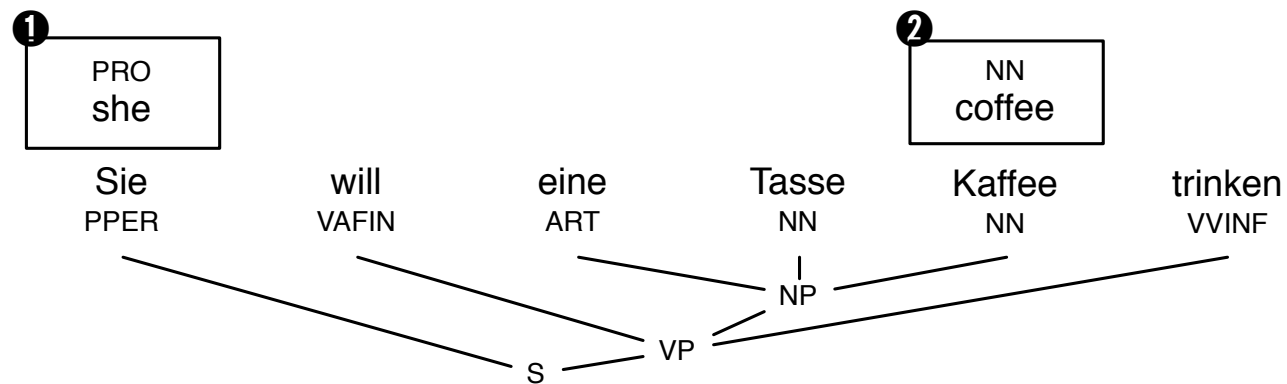 1 2
PRO NN
she coffee
Sie will eine Tasse Kaffee trinken
PPER VAFIN ART NN NN VVINF
NP
VP
S